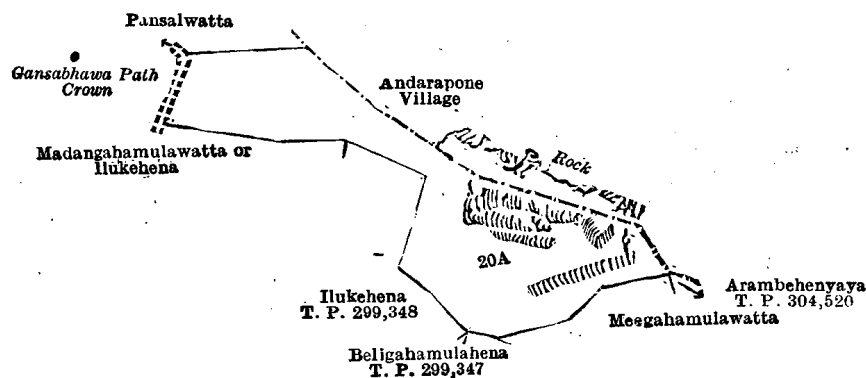 Pansalwatta
Gansabhawa Path
Crown
Andarapone
Village
Madangahamulawatta or
Ilukehena
Rock
20A
Ilukehena
T. P. 299,348
Arambehenyaya
T. P. 304,520
Meegahamulawatta
Beligahamulahena
T. P. 299,347